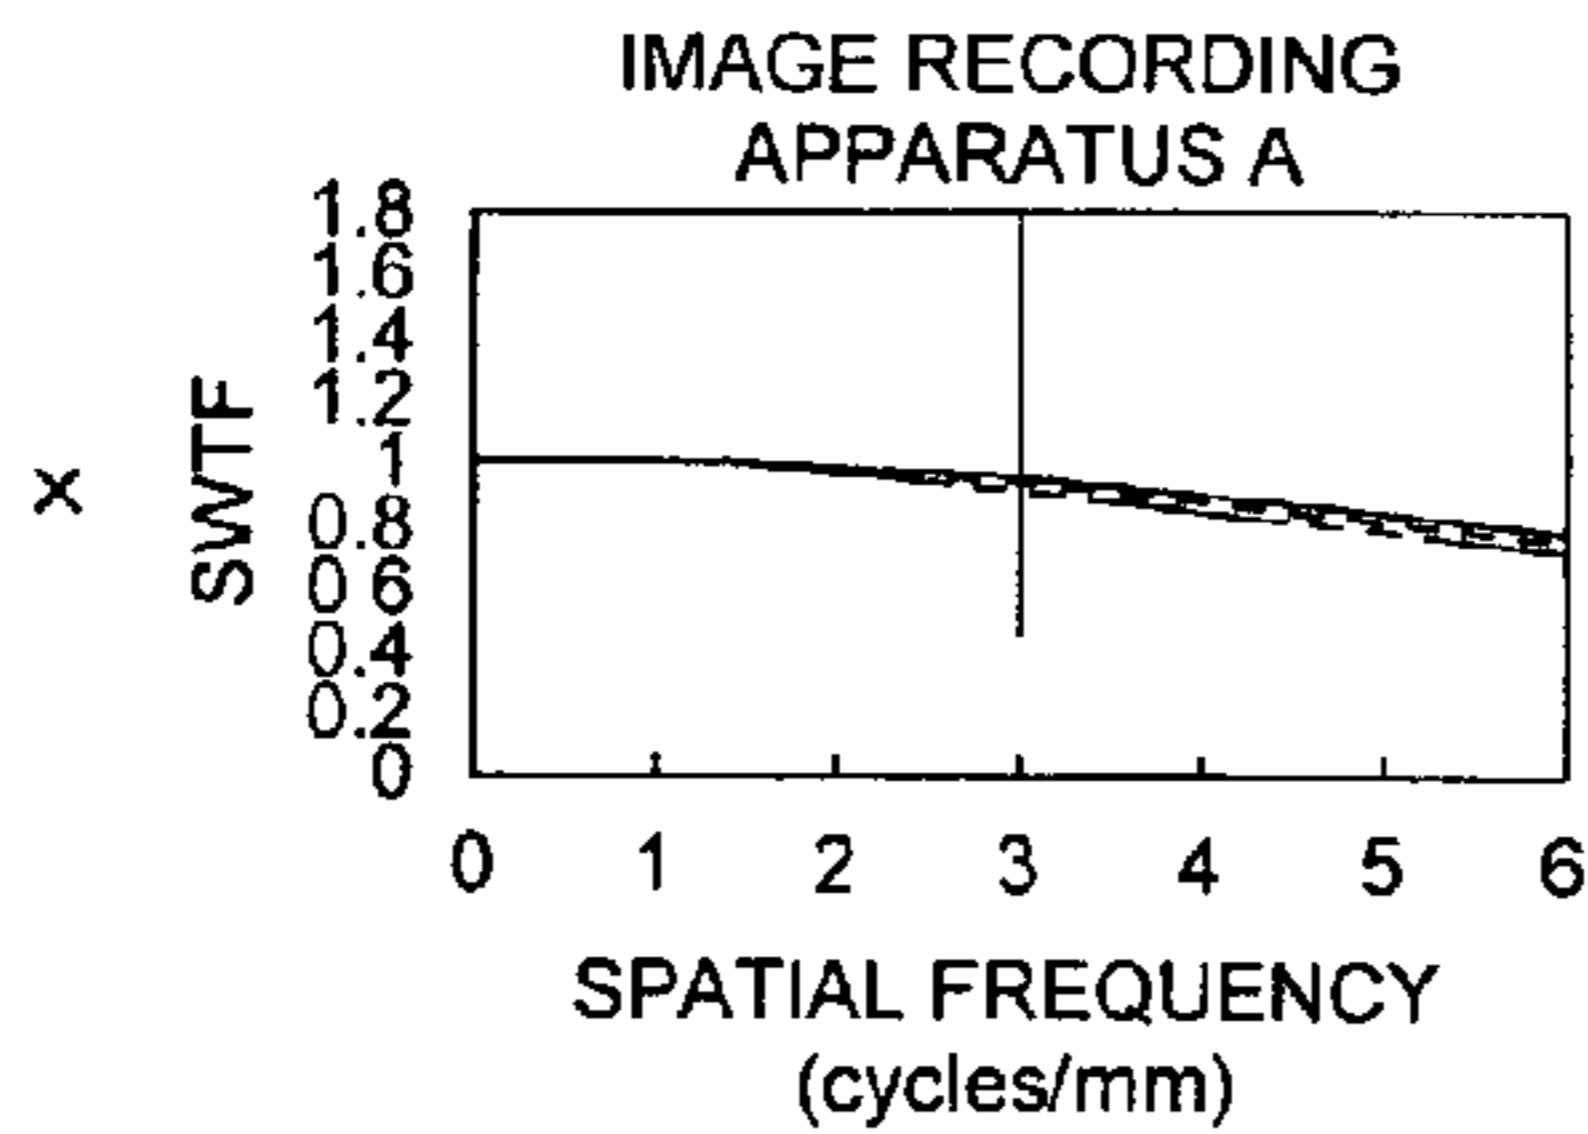 IMAGE RECORDING
APPARATUS A
1.8
1.6
1.4
1.2
1
0.8
0.6
0.4
0.2
0
x
SWTF
0 1 2 3 4 5 6
SPATIAL FREQUENCY
(cycles/mm)